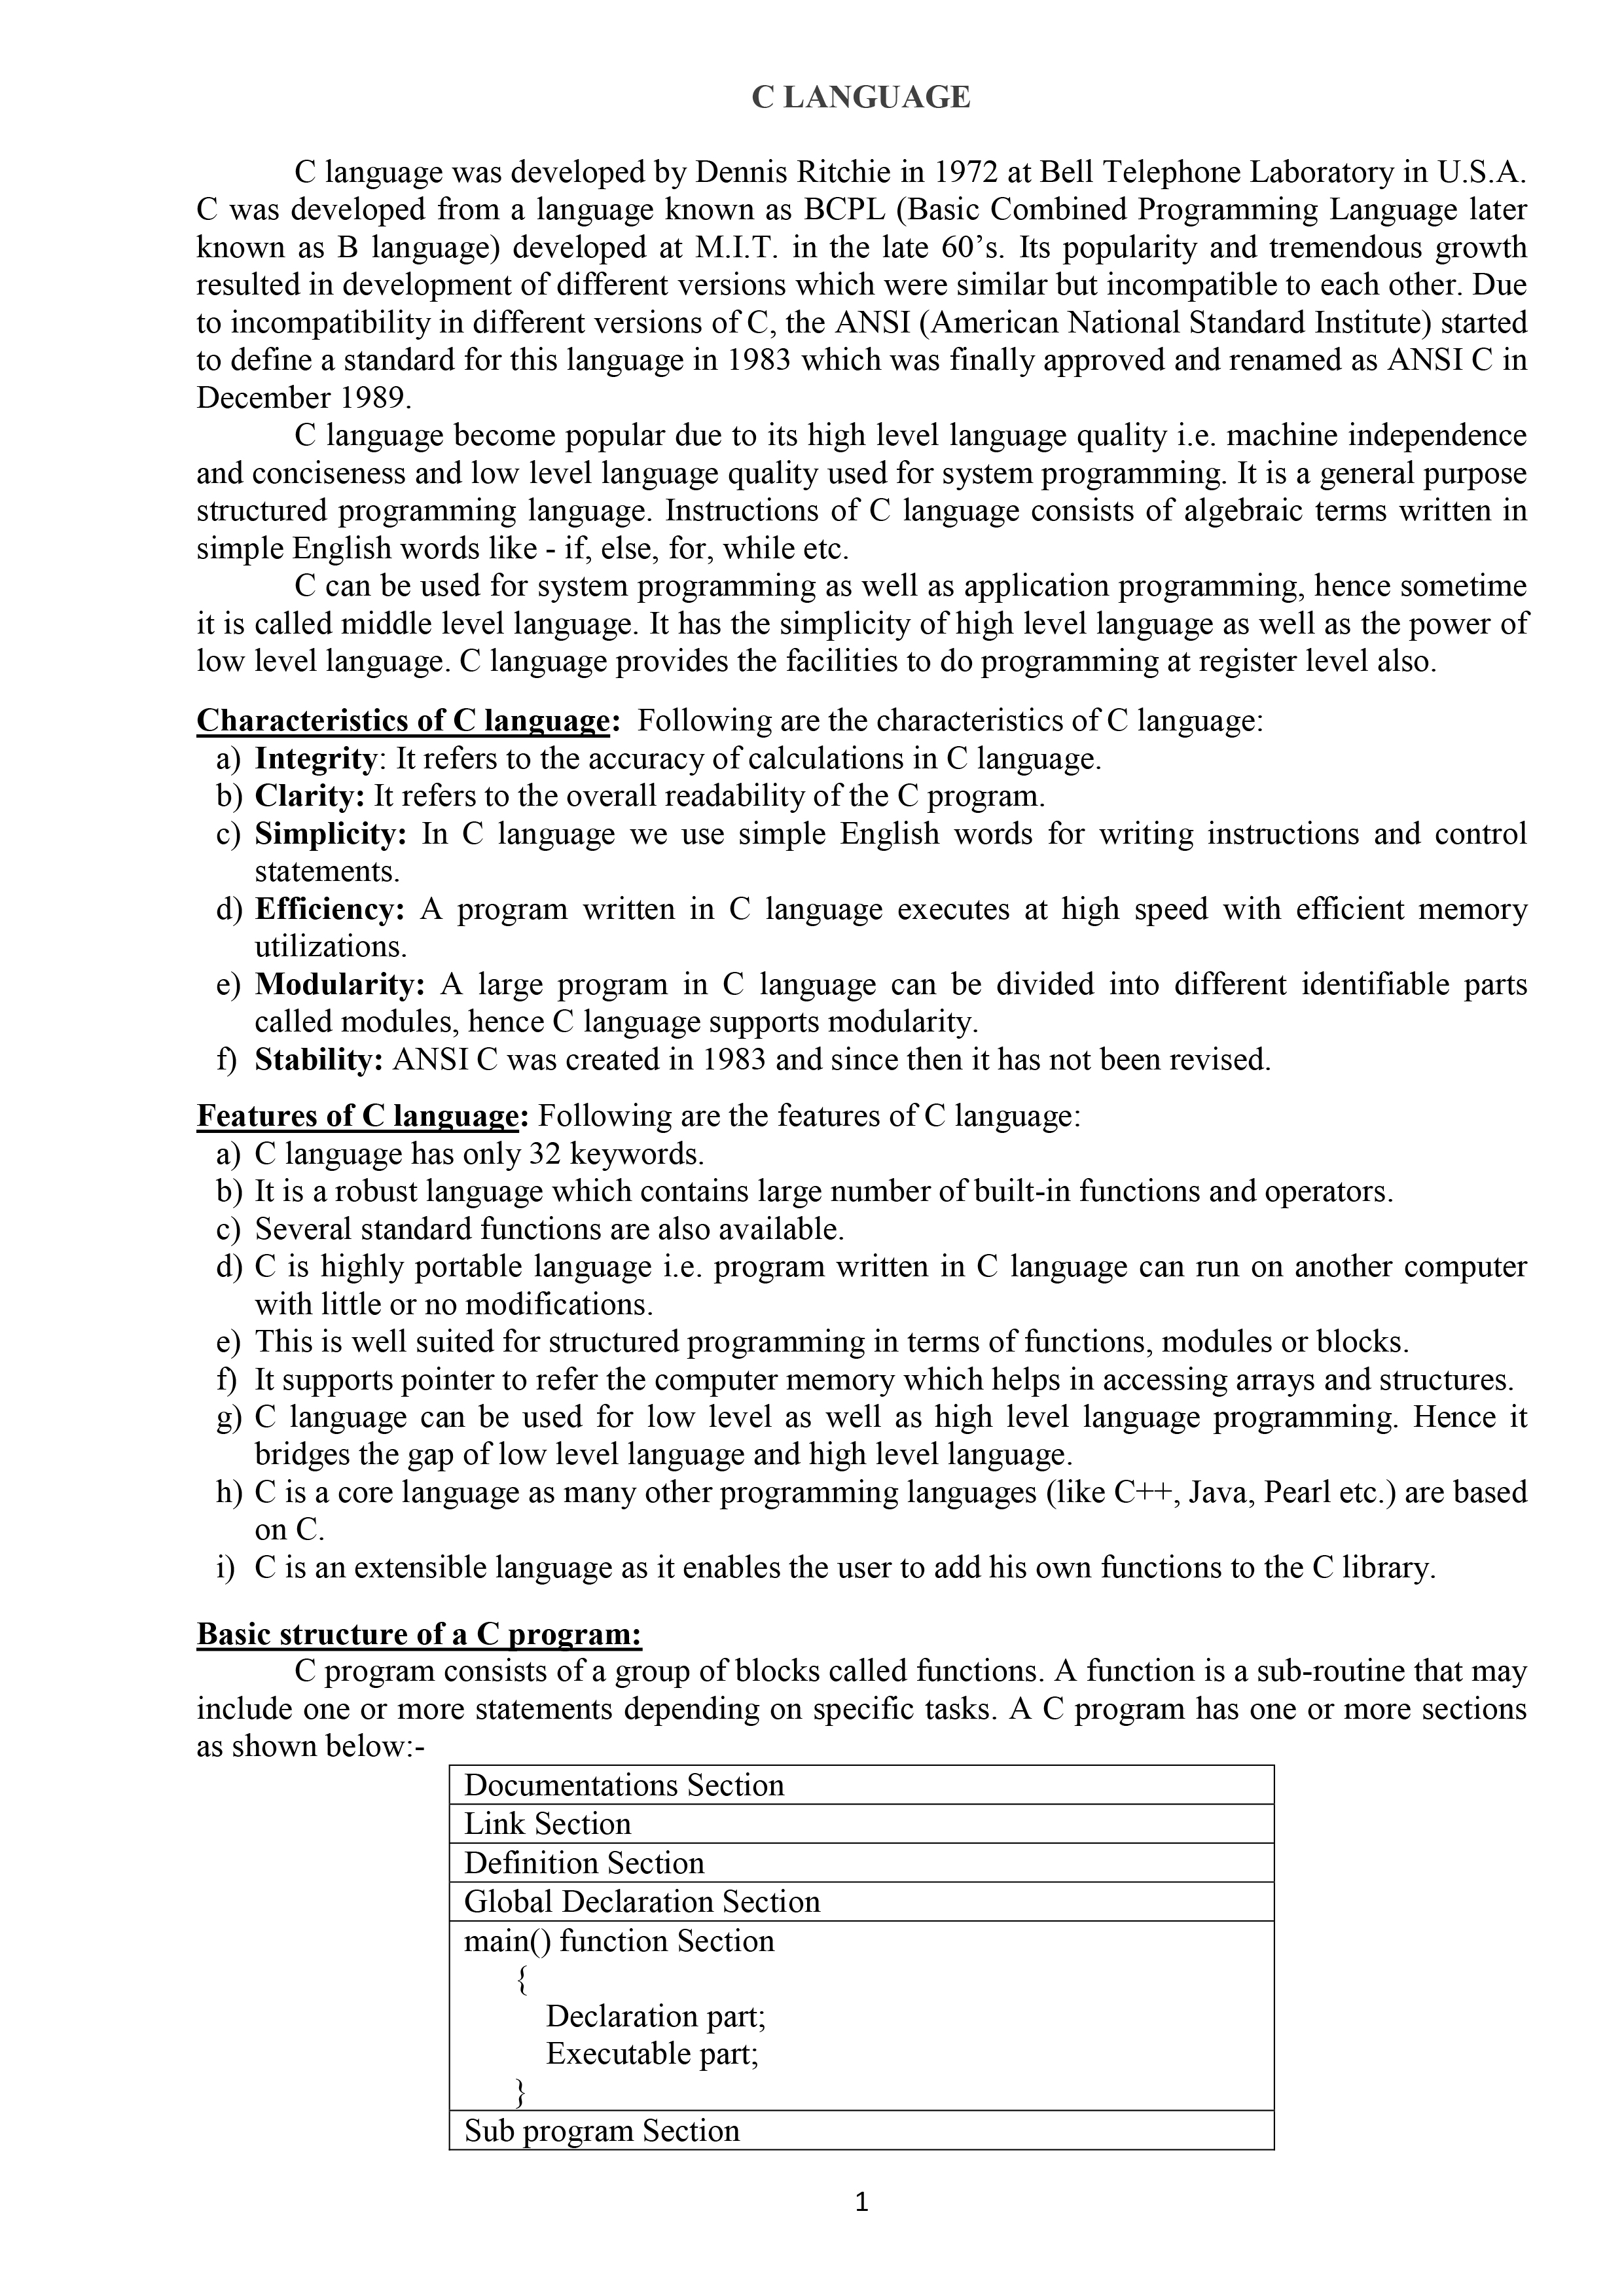 C LANGUAGE
C language was developed by Dennis Ritchie in 1972 at Bell Telephone Laboratory in U.S.A.
C was developed from a language known as BCPL (Basic Combined Programming Language later
known as B language) developed at M.I.T. in the late 60’s. Its popularity and tremendous growth
resulted in development of different versions which were similar but incompatible to each other. Due
to incompatibility in different versions of C, the ANSI (American National Standard Institute) started
to define a standard for this language in 1983 which was finally approved and renamed as ANSI C in
December 1989.
C language become popular due to its high level language quality i.e. machine independence
and conciseness and low level language quality used for system programming. It is a general purpose
structured programming language. Instructions of C language consists of algebraic terms written in
simple English words like - if, else, for, while etc.
C can be used for system programming as well as application programming, hence sometime
it is called middle level language. It has the simplicity of high level language as well as the power of
low level language. C language provides the facilities to do programming at register level also.
Characteristics of C language: Following are the characteristics of C language:
a) Integrity: It refers to the accuracy of calculations in C language.
b) Clarity: It refers to the overall readability of the C program.
c) Simplicity: In C language we use simple English words for writing instructions and control
statements.
d) Efficiency: A program written in C language executes at high speed with efficient memory
utilizations.
e) Modularity: A large program in C language can be divided into different identifiable parts
called modules, hence C language supports modularity.
f) Stability: ANSI C was created in 1983 and since then it has not been revised.
Features of C language: Following are the features of C language:
a) C language has only 32 keywords.
b) It is a robust language which contains large number of built-in functions and operators.
c) Several standard functions are also available.
d) C is highly portable language i.e. program written in C language can run on another computer
with little or no modifications.
e) This is well suited for structured programming in terms of functions, modules or blocks.
f) It supports pointer to refer the computer memory which helps in accessing arrays and structures.
g) C language can be used for low level as well as high level language programming. Hence it
bridges the gap of low level language and high level language.
h) C is a core language as many other programming languages (like C++, Java, Pearl etc.) are based
on C.
i) C is an extensible language as it enables the user to add his own functions to the C library.
Basic structure of a C program:
C program consists of a group of blocks called functions. A function is a sub-routine that may
include one or more statements depending on specific tasks. A C program has one or more sections
as shown below:-
Documentations Section
Link Section
Definition Section
Global Declaration Section
main() function Section
{
Declaration part;
Executable part;
}
Sub program Section
1